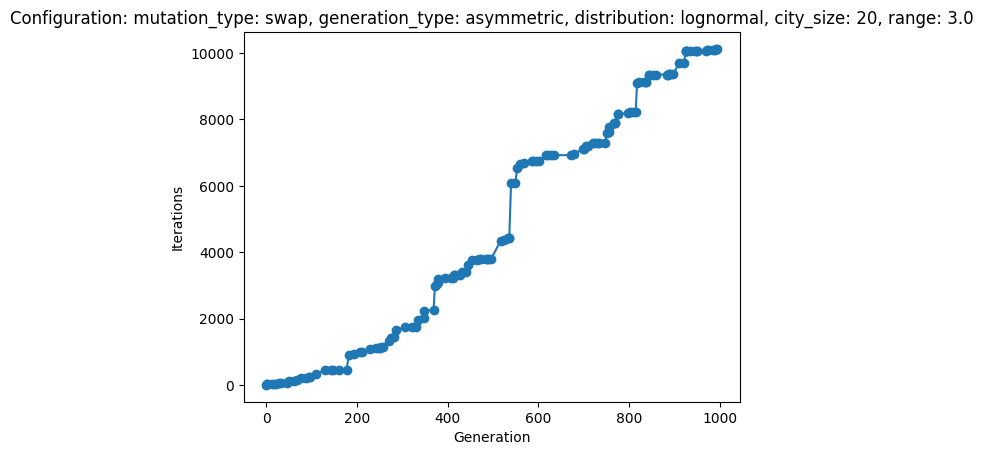 Configuration: mutation_type: swap, generation_type: asymmetric, distribution: lognormal, city_size: 20, range: 3.0
10000
8000
6000
4000
2000
0
Iterations
0 200 400 600 800 1000
Generation